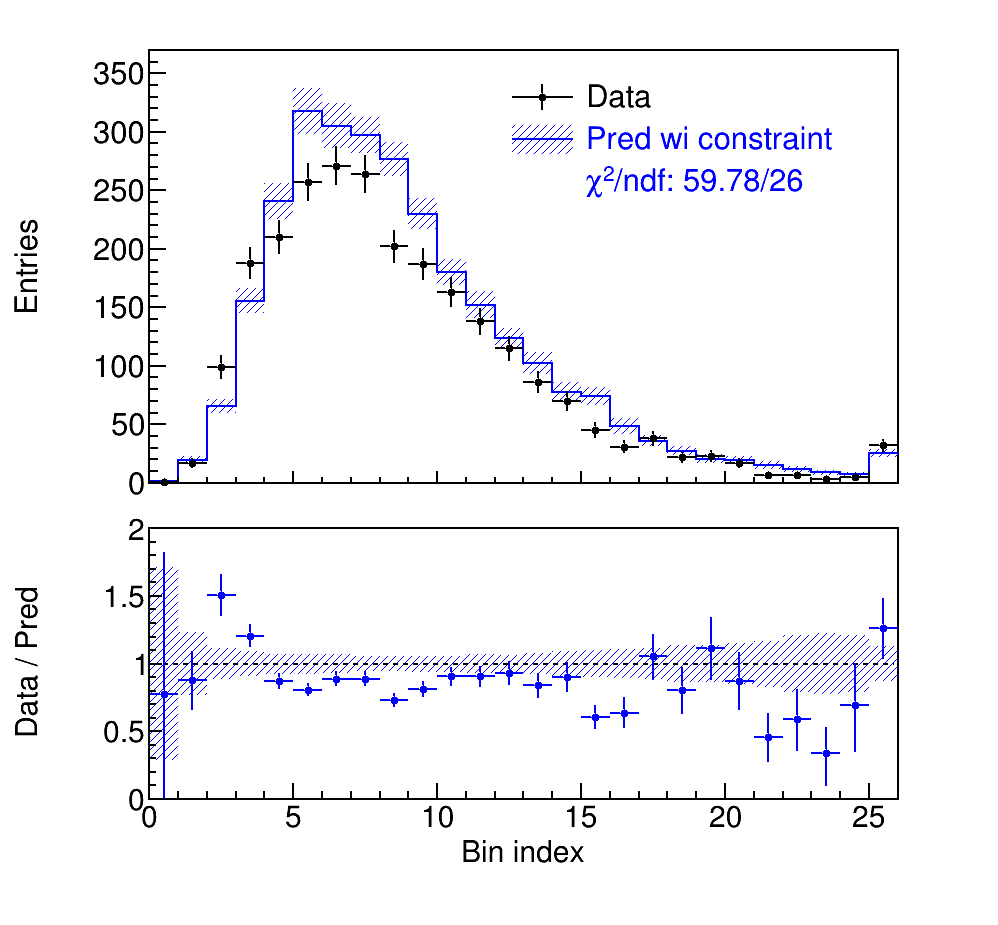 350
300
250
200
150
100
50
0
Entries
Data
Pred wi constraint
χ²/ndf: 59.78/26
2
1.5
1
0.5
0
Data / Pred
0 5 10 15 20 25
Bin index